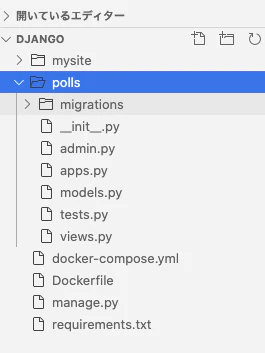 開いているエディター
DJANGO
mysite
polls
migrations
__init__.py
admin.py
apps.py
models.py
tests.py
views.py
docker-compose.yml
Dockerfile
manage.py
requirements.txt